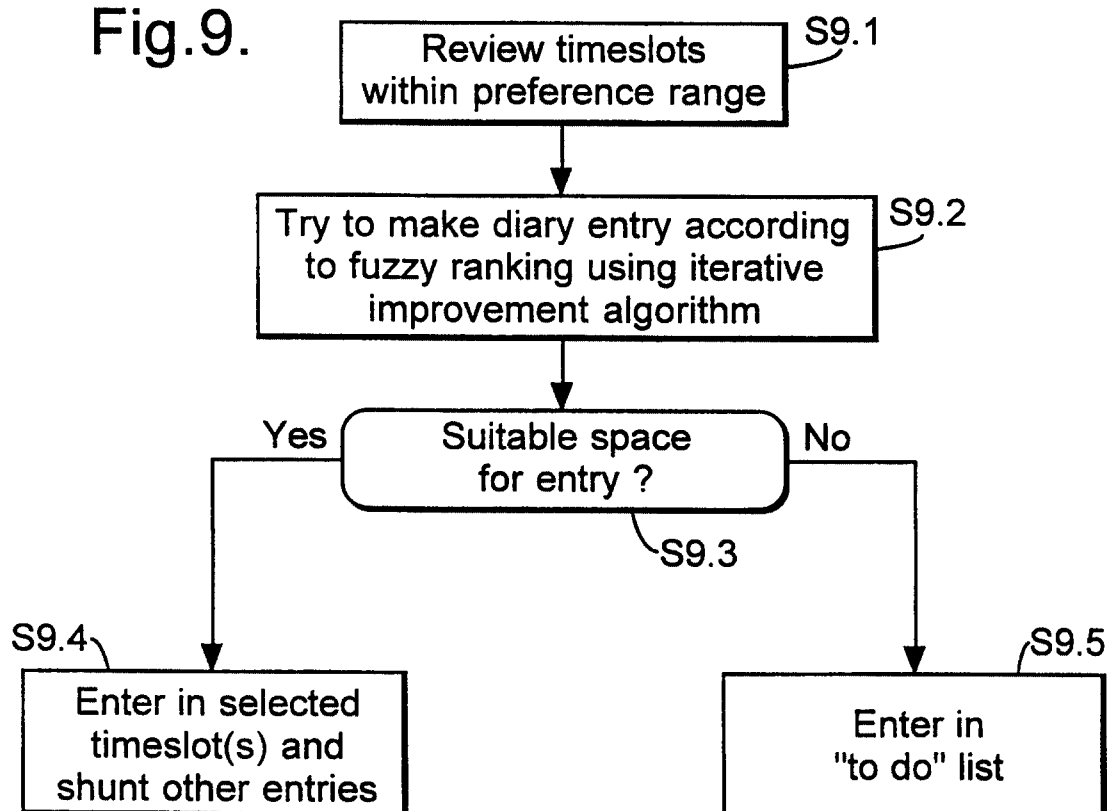 Fig.9.
S9.1
Review timeslots
within preference range
S9.2
Try to make diary entry according
to fuzzy ranking using iterative
improvement algorithm
Yes
Suitable space
for entry ?
No
S9.3
S9.4
Enter in selected
timeslot(s) and
shunt other entries
S9.5
Enter in
"to do" list